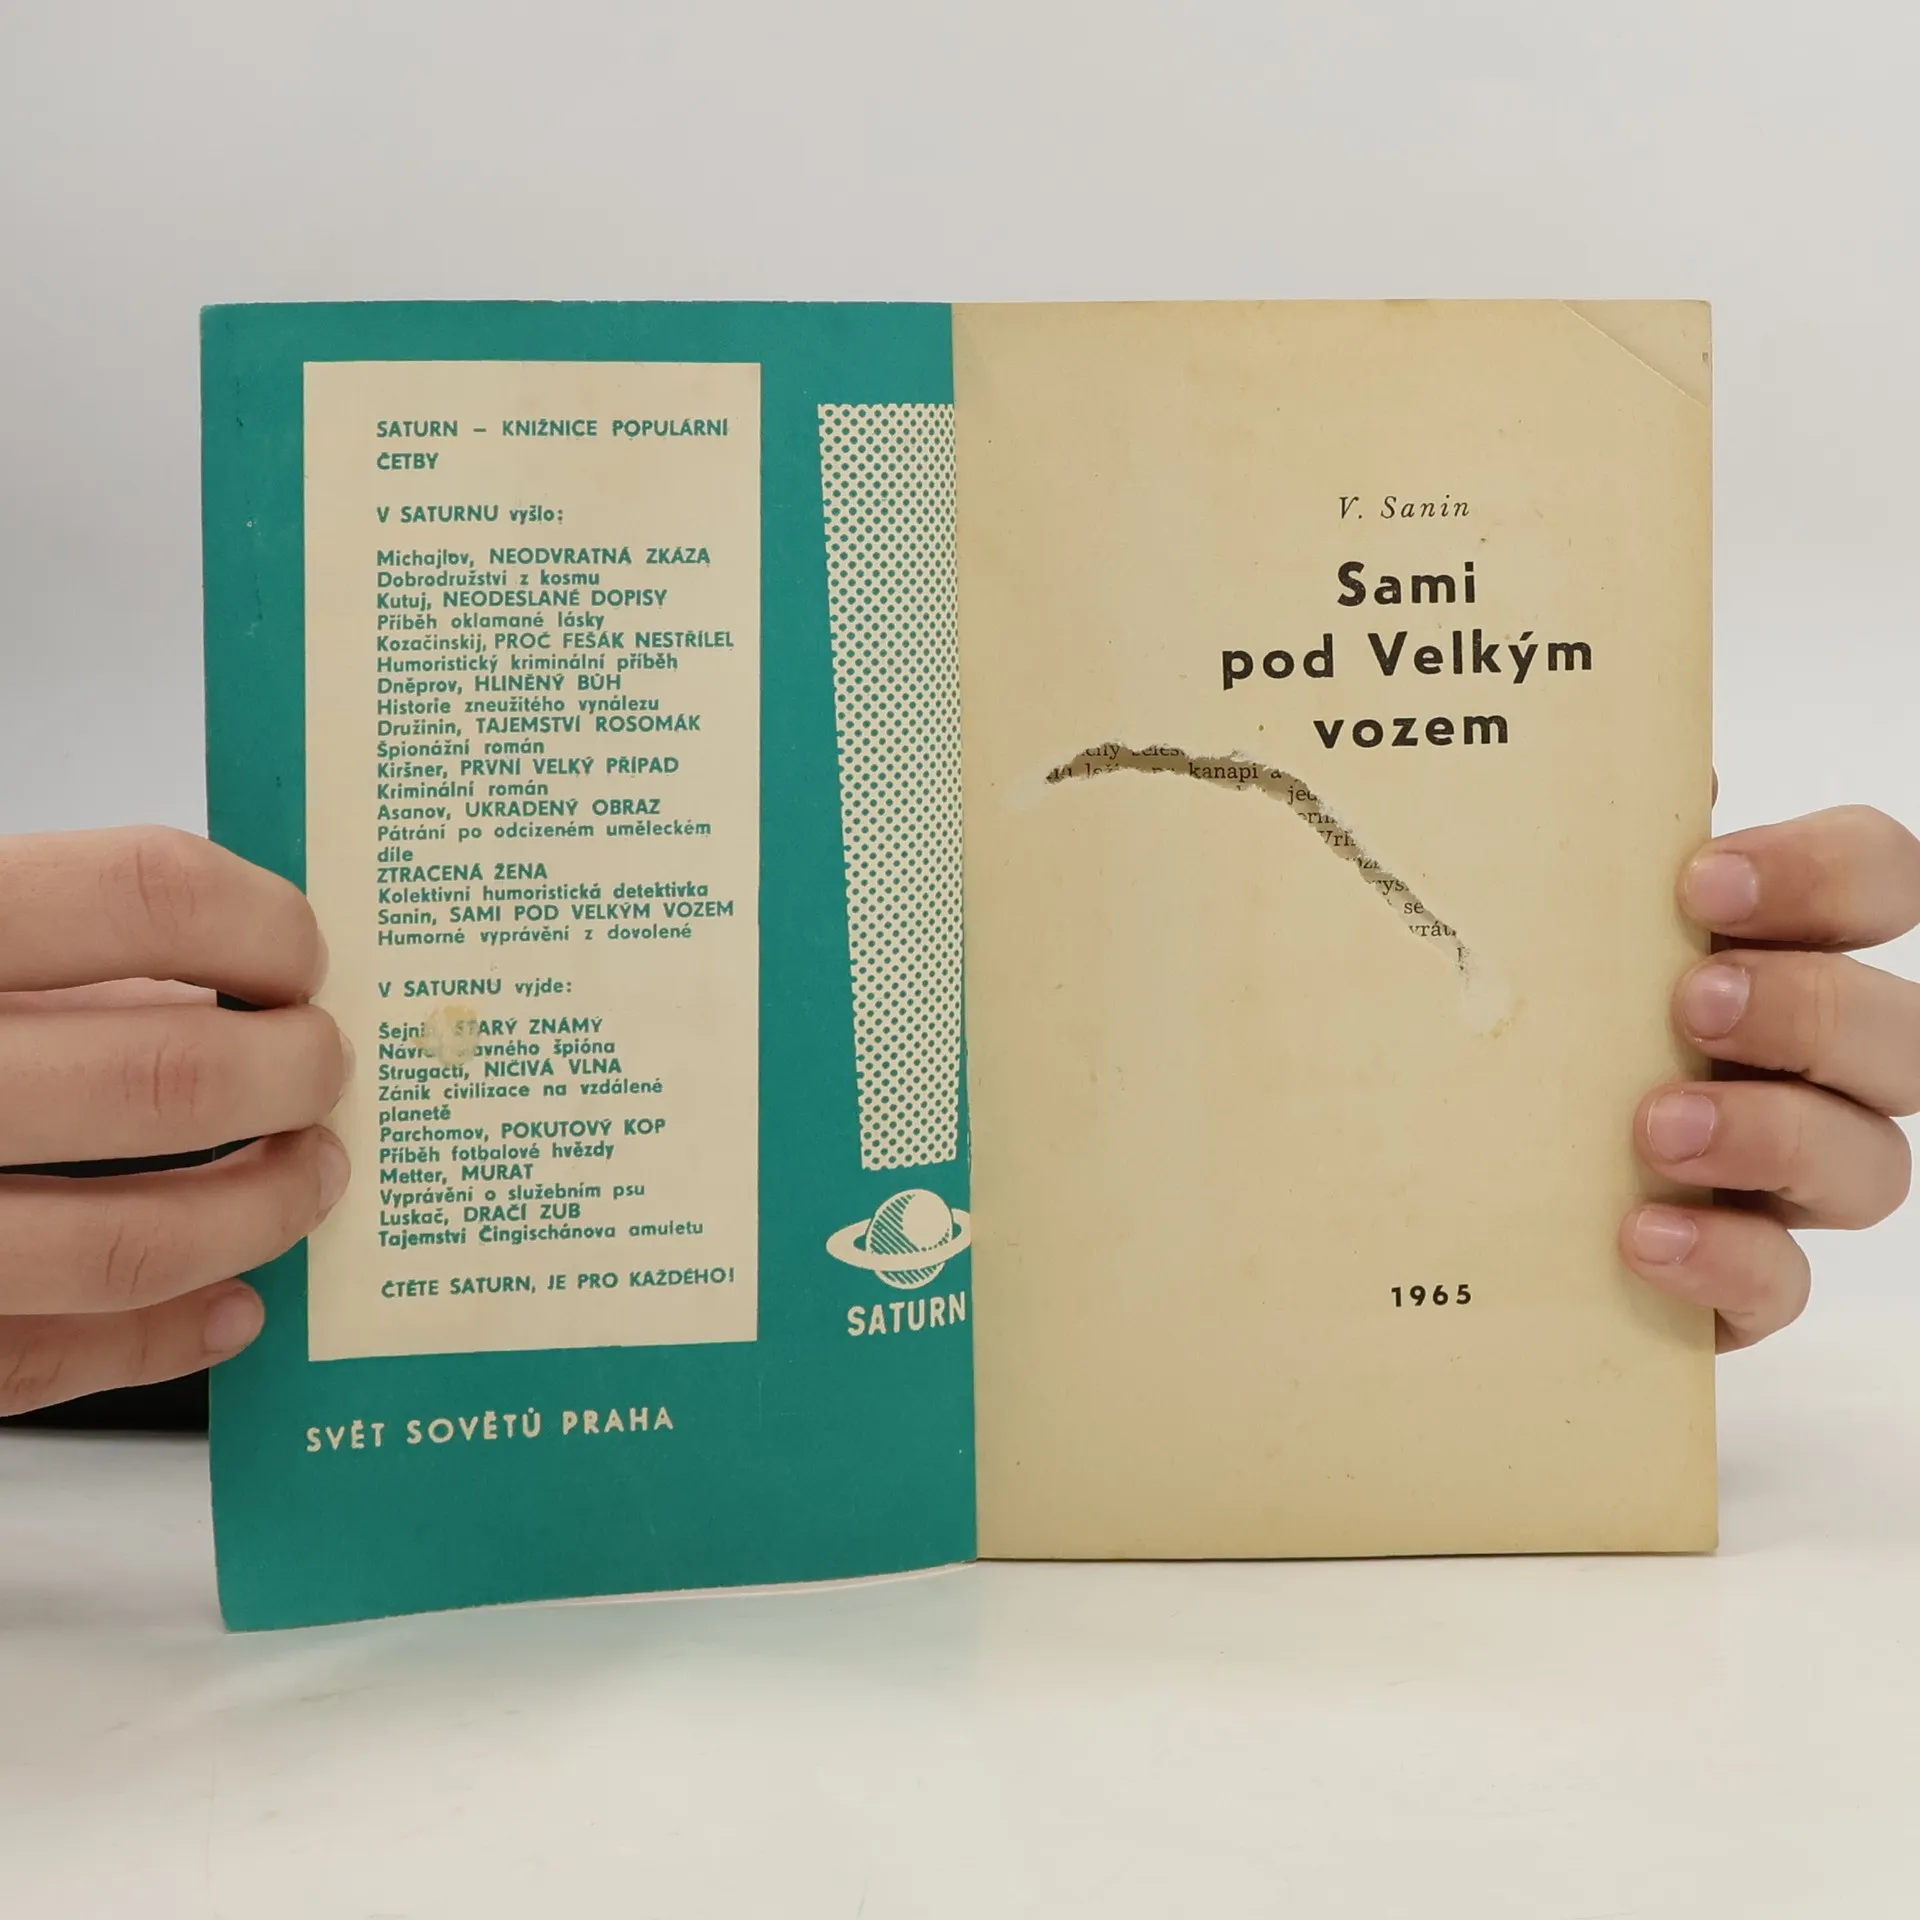 SATURN – KNIŽNICE POPULÁRNÍ
ČETBY
V SATURNU vyšlo:
Michajlov, NEODVRATNÁ ZKÁZA
Dobrodružství z kosmu
Kutuj, NEODESLANÉ DOPISY
Příběh oklamané lásky
Kozačinskij, PROČ FEŠÁK NESTŘÍLEL
Humoristický kriminální příběh
Dněprov, HLINĚNÝ BŮH
Historie zneužitého vynálezu
Družinin, TAJEMSTVÍ ROSOMÁK
Špionážní román
Kiršner, PRVNÍ VELKÝ PŘÍPAD
Kriminální román
Asanov, UKRADENÝ OBRAZ
Pátrání po odcizeném uměleckém
díle
ZTRACENÁ ŽENA
Kolektivní humoristická detektivka
Sanin, SAMI POD VELKÝM VOZEM
Humorné vyprávění z dovolené
V SATURNU vyjde:
STARÝ ZNÁMÝ
špióna
Strugačtí, NIČIVÁ VLNA
Zánik civilizace na vzdálené
planetě
Parchomov, POKUTOVÝ KOP
Příběh fotbalové hvězdy
Metter, MURAT
Vyprávění o služebním psu
Luskač, DRAČÍ ZUB
Tajemství Čingischánova amuletu
ČTĚTE SATURN, JE PRO KAŽDÉHO!
SATURN
SVĚT SOVĚTŮ PRAHA
V. Sanin
Sami
pod Velkým
vozem
kanapi a
se
1965